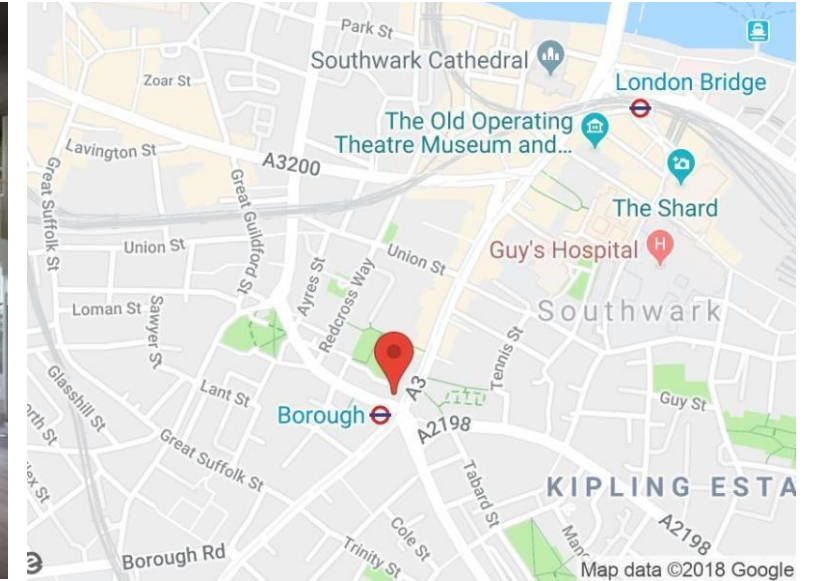 Park St
Southwark Cathedral
London Bridge
Zoar St
The Old Operating
Theatre Museum and...
Lavington St
A3200
Great Suffolk St
Great Guildford St
The Shard
Union St
Union St
Guy's Hospital
H
Ayres St
Redcross Way
Loman St
Sawyer St
Southwark
Tennis St
Glasshill St
Lant St
A3
Guy St
Borough
A2198
Great Suffolk St
Tabard St
KIPLING ESTA
A2198
Cole St
Trinity St
Borough Rd
Map data ©2018 Google